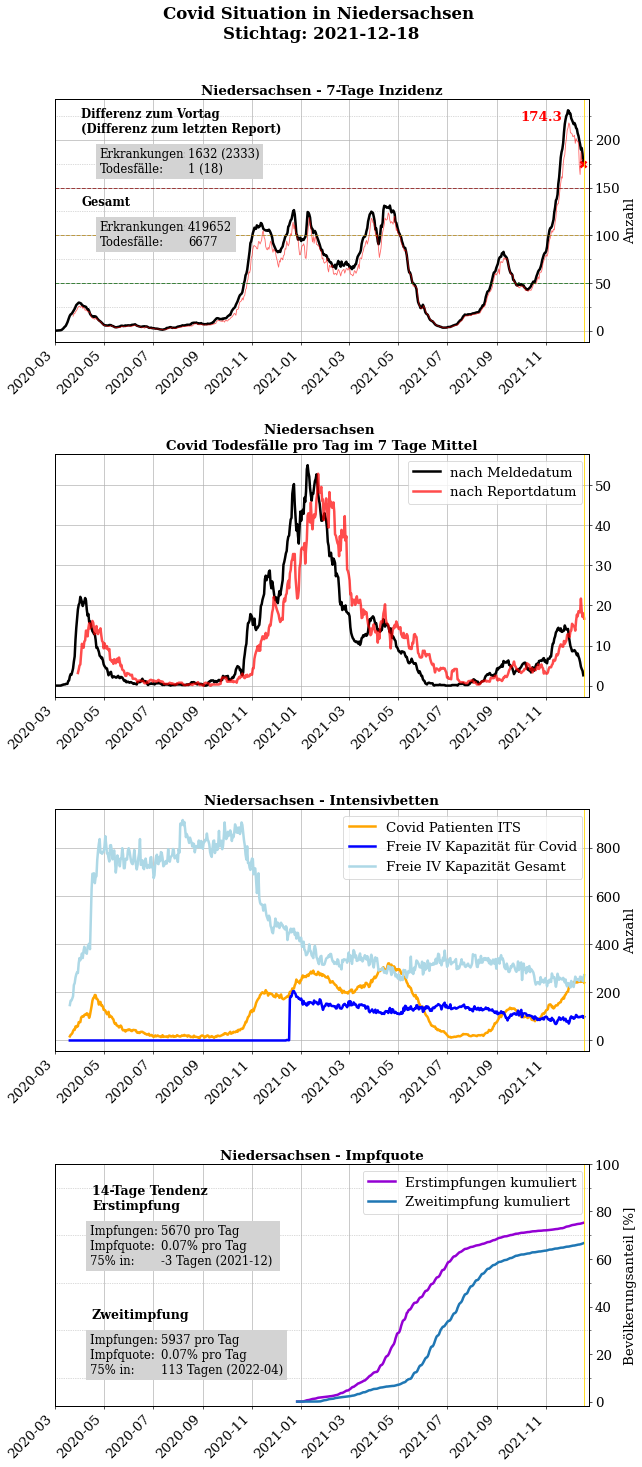 Covid Situation in Niedersachsen
Stichtag: 2021-12-18
Niedersachsen - 7-Tage Inzidenz
Differenz zum Vortag
(Differenz zum letzten Report)
Erkrankungen 1632 (2333)
Todesfälle: 1 (18)
Gesamt
Erkrankungen 419652
Todesfälle: 6677
174.3
200
150
100
50
0
Anzahl
2020-03
2020-05
2020-07
2020-09
2020-11
2021-01
2021-03
2021-05
2021-07
2021-09
2021-11
Niedersachsen
Covid Todesfälle pro Tag im 7 Tage Mittel
nach Meldedatum
nach Reportdatum
50
40
30
20
10
0
2020-03
2020-05
2020-07
2020-09
2020-11
2021-01
2021-03
2021-05
2021-07
2021-09
2021-11
Niedersachsen - Intensivbetten
Covid Patienten ITS
Freie IV Kapazität für Covid
Freie IV Kapazität Gesamt
800
600
400
200
0
Anzahl
2020-03
2020-05
2020-07
2020-09
2020-11
2021-01
2021-03
2021-05
2021-07
2021-09
2021-11
Niedersachsen - Impfquote
Erstimpfungen kumuliert
Zweitimpfung kumuliert
14-Tage Tendenz
Erstimpfung
Impfungen: 5670 pro Tag
Impfquote: 0.07% pro Tag
75% in: -3 Tagen (2021-12)
Zweitimpfung
Impfungen: 5937 pro Tag
Impfquote: 0.07% pro Tag
75% in: 113 Tagen (2022-04)
100
80
60
40
20
0
Bevölkerungsanteil [%]
2020-03
2020-05
2020-07
2020-09
2020-11
2021-01
2021-03
2021-05
2021-07
2021-09
2021-11